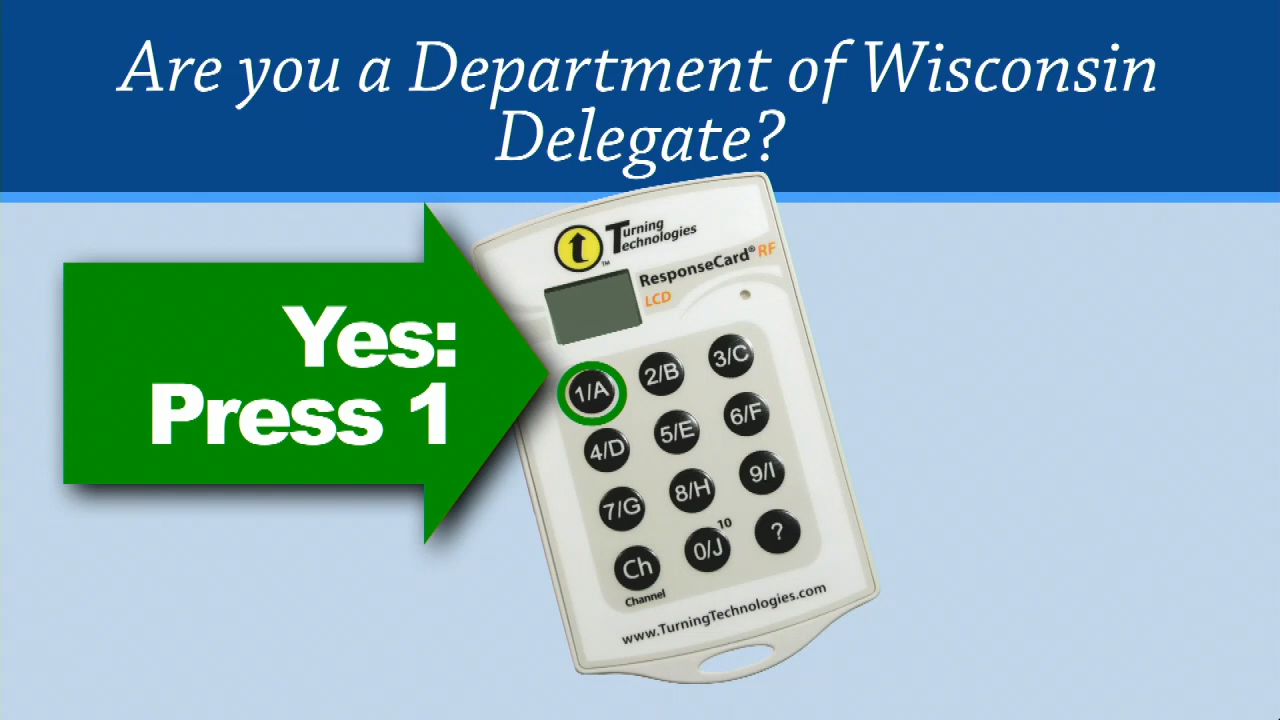 Are you a Department of Wisconsin
Delegate?
Yes:
Press 1
t Turning
Technologies
TM
ResponseCard® RF
LCD
1/A 2/B 3/C
4/D 5/E 6/F
7/G 8/H 9/I
Ch 0/J 10 ?
Channel
www.TurningTechnologies.com